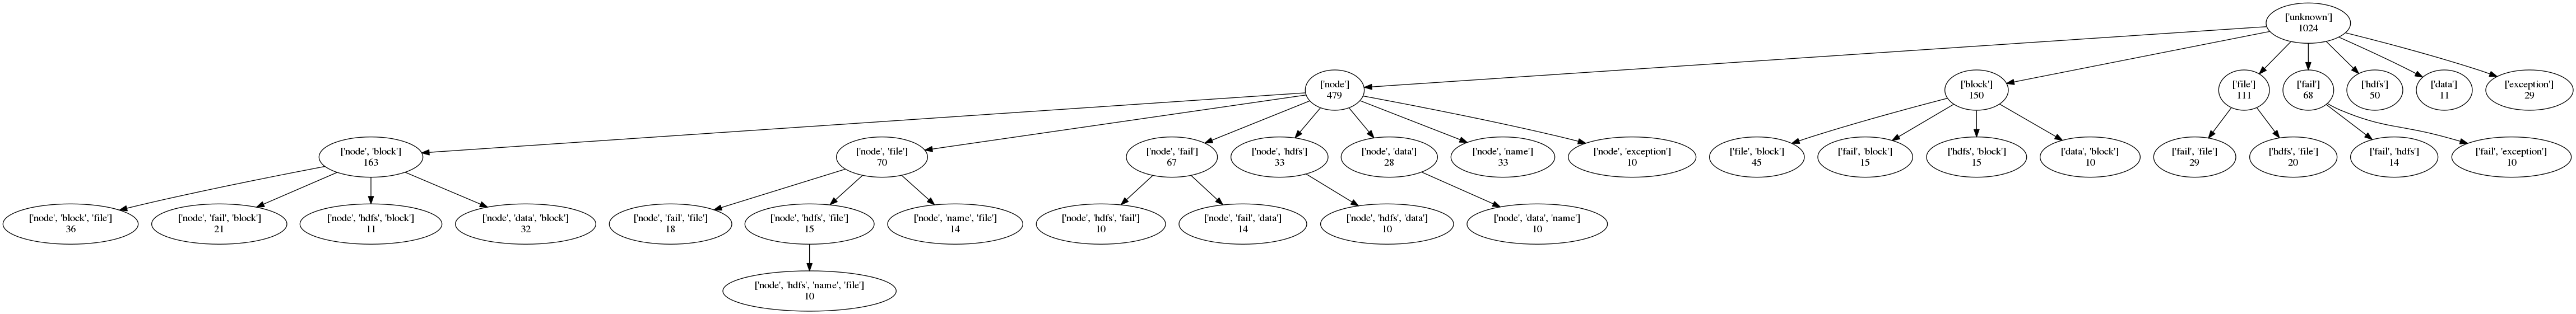 ['unknown']
1024
['node']
479
['block']
150
['file']
111
['fail']
68
['hdfs']
50
['data']
11
['exception']
29
['node', 'block']
163
['node', 'file']
70
['node', 'fail']
67
['node', 'hdfs']
33
['node', 'data']
28
['node', 'name']
33
['node', 'exception']
10
['file', 'block']
45
['fail', 'block']
15
['hdfs', 'block']
15
['data', 'block']
10
['fail', 'file']
29
['hdfs', 'file']
20
['fail', 'hdfs']
14
['fail', 'exception']
10
['node', 'block', 'file']
36
['node', 'fail', 'block']
21
['node', 'hdfs', 'block']
11
['node', 'data', 'block']
32
['node', 'fail', 'file']
18
['node', 'hdfs', 'file']
15
['node', 'name', 'file']
14
['node', 'hdfs', 'fail']
10
['node', 'fail', 'data']
14
['node', 'hdfs', 'data']
10
['node', 'data', 'name']
10
['node', 'hdfs', 'name', 'file']
10